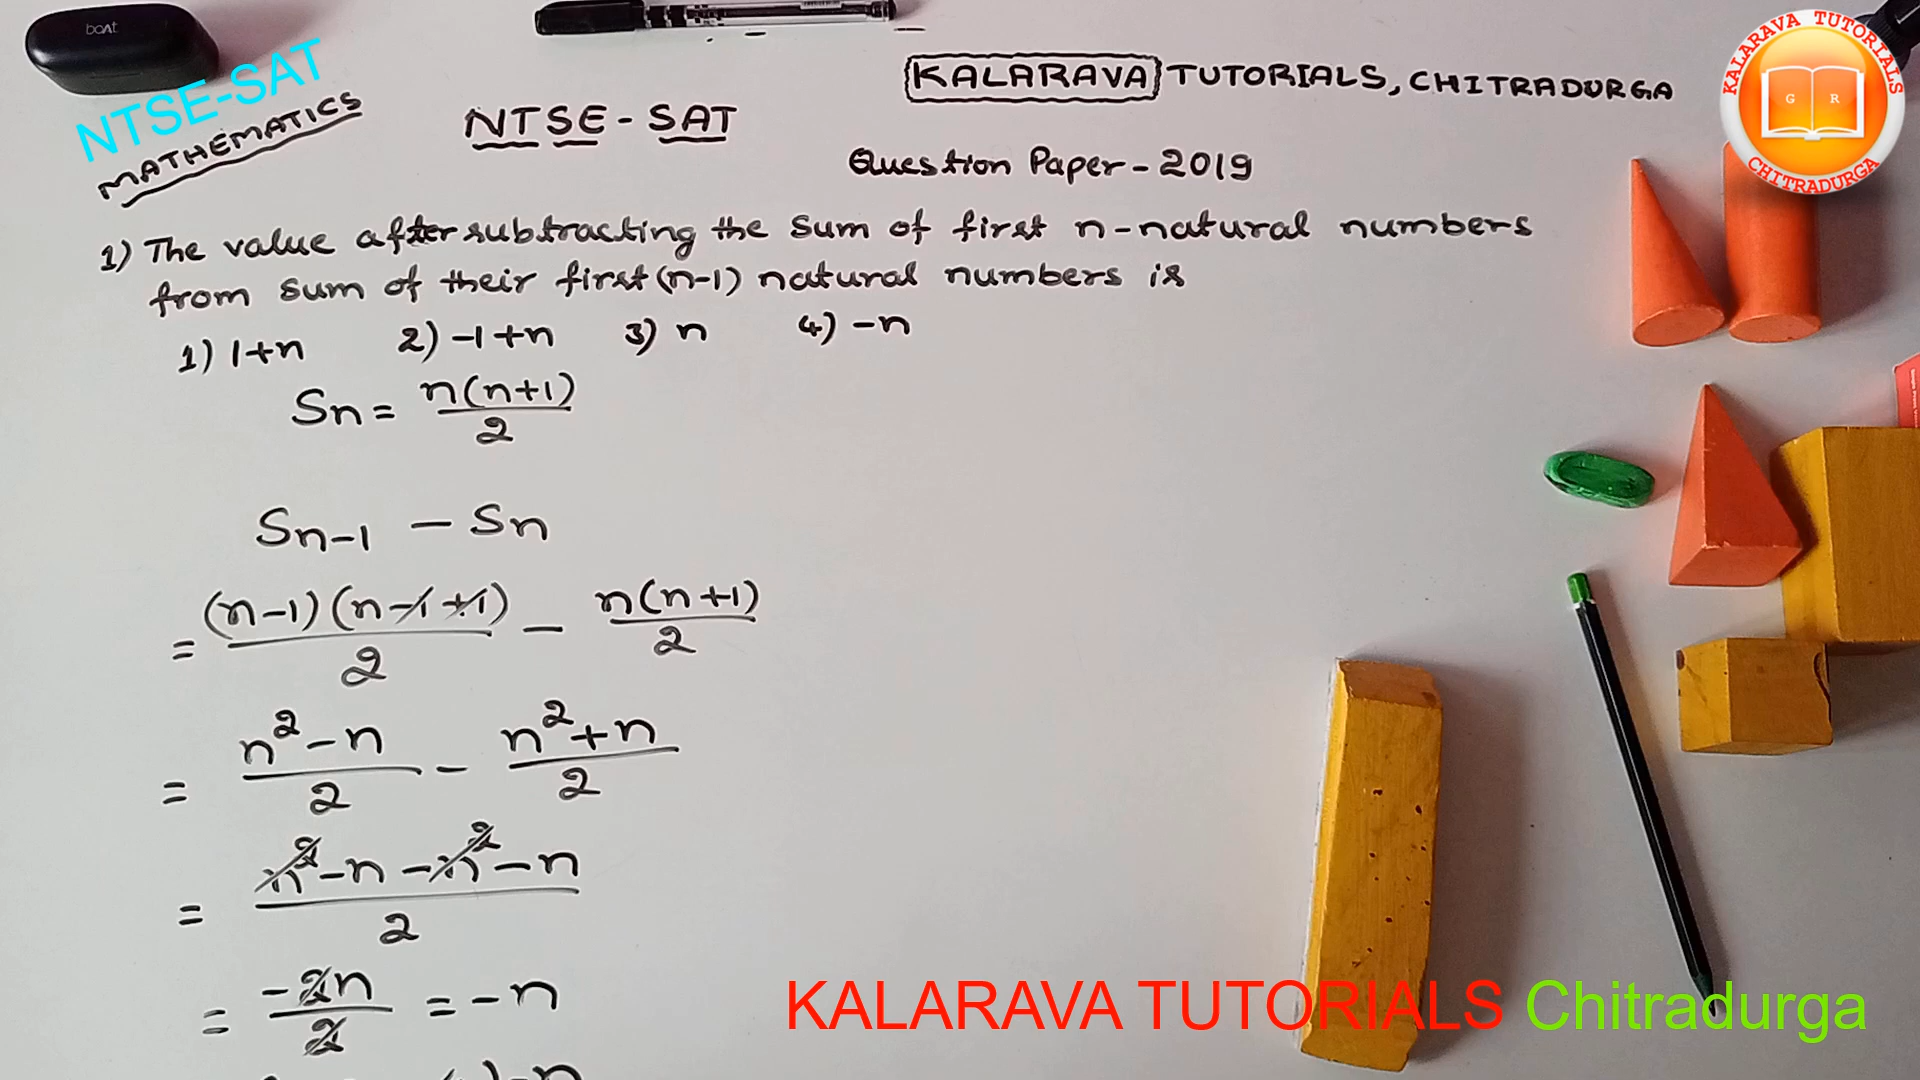 boAt
NTSE-SAT
MATHEMATICS
KALARAVA TUTORIALS, CHITRADURGA
KALARAVA TUTORIALS
G R
CHITRADURGA
NTSE - SAT
Question Paper - 2019
1) The value after subtracting the sum of first n-natural numbers
from sum of their first (n-1) natural numbers is
1) 1+n 2) -1+n 3) n 4) -n
Sn = n(n+1)/2
Sn-1 - Sn
= (n-1)(n-1+1)/2 - n(n+1)/2
= n²-n/2 - n²+n/2
= n²-n-n²-n/2
= -2n/2 = -n
KALARAVA TUTORIALS Chitradurga